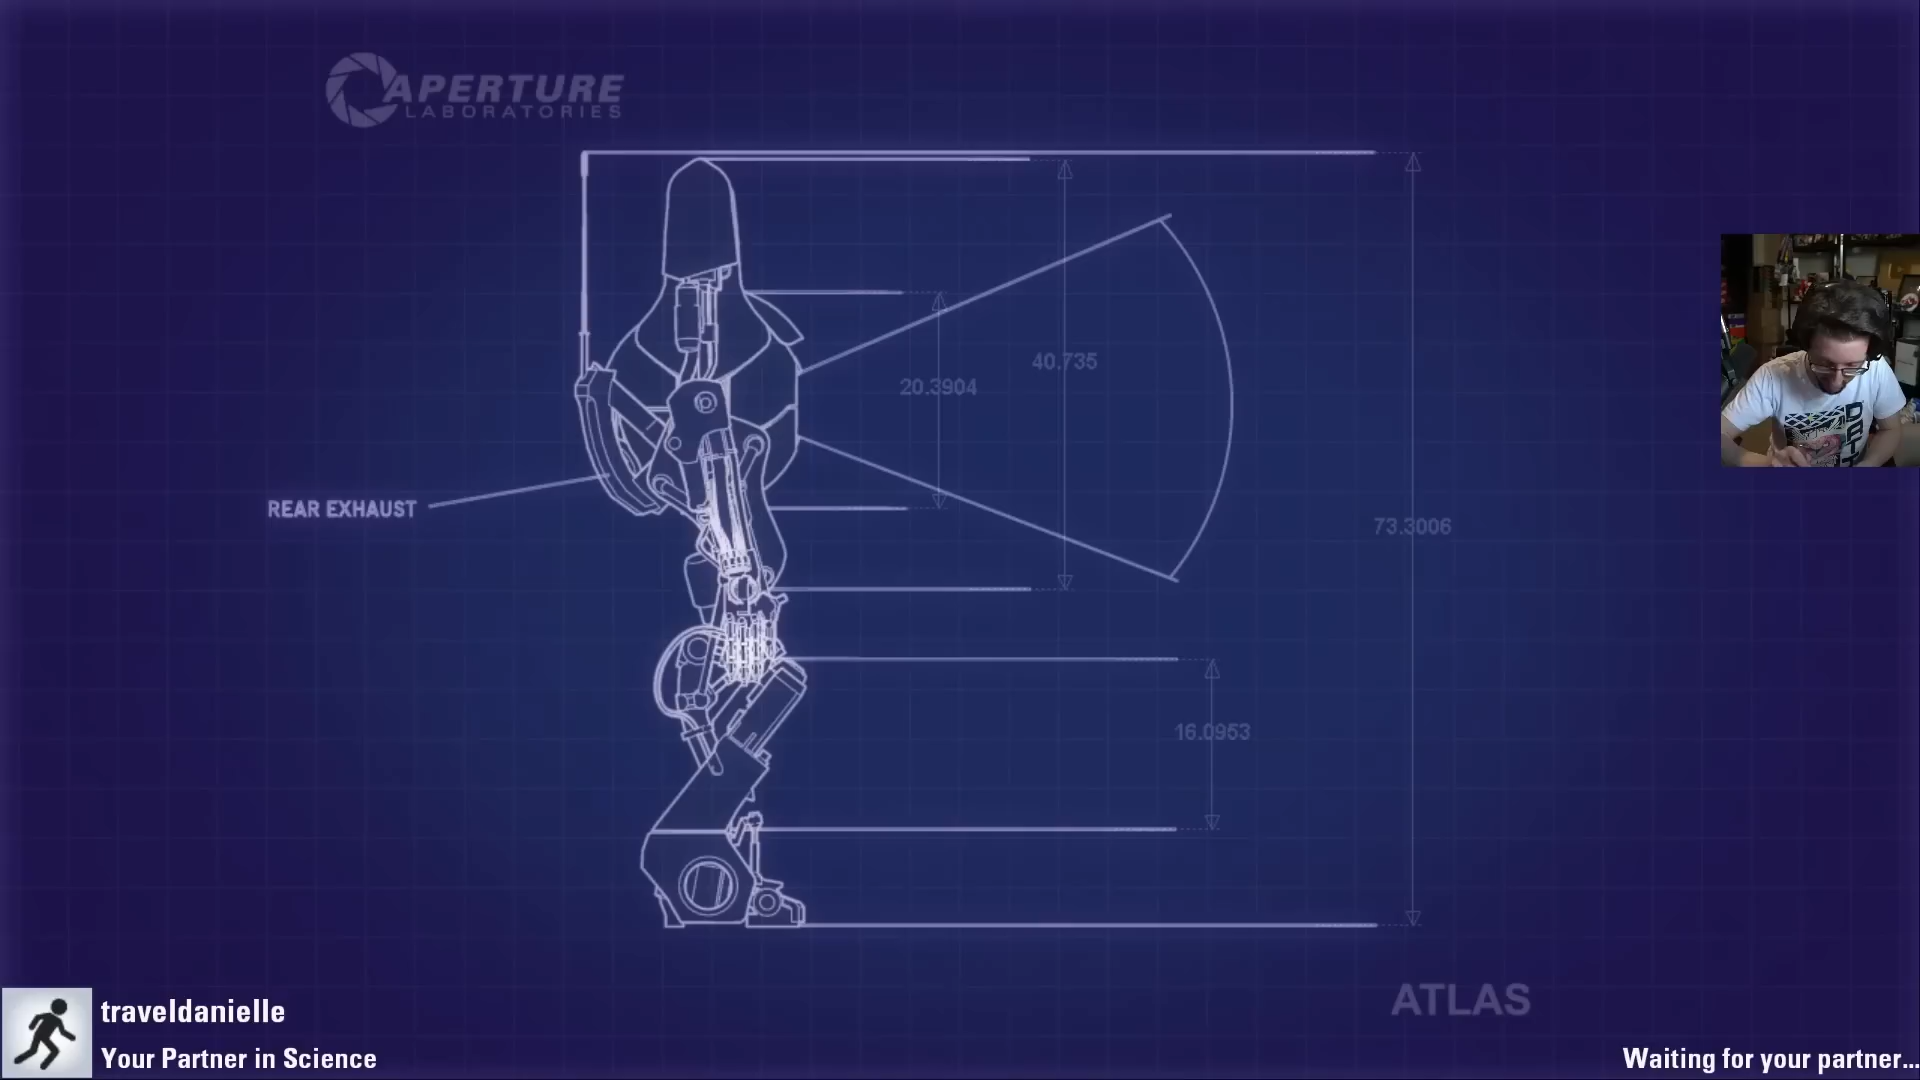 APERTURE
LABORATORIES
40.735
20.3904
REAR EXHAUST
73.3006
16.0953
ATLAS
traveldanielle
Your Partner in Science
Waiting for your partner...